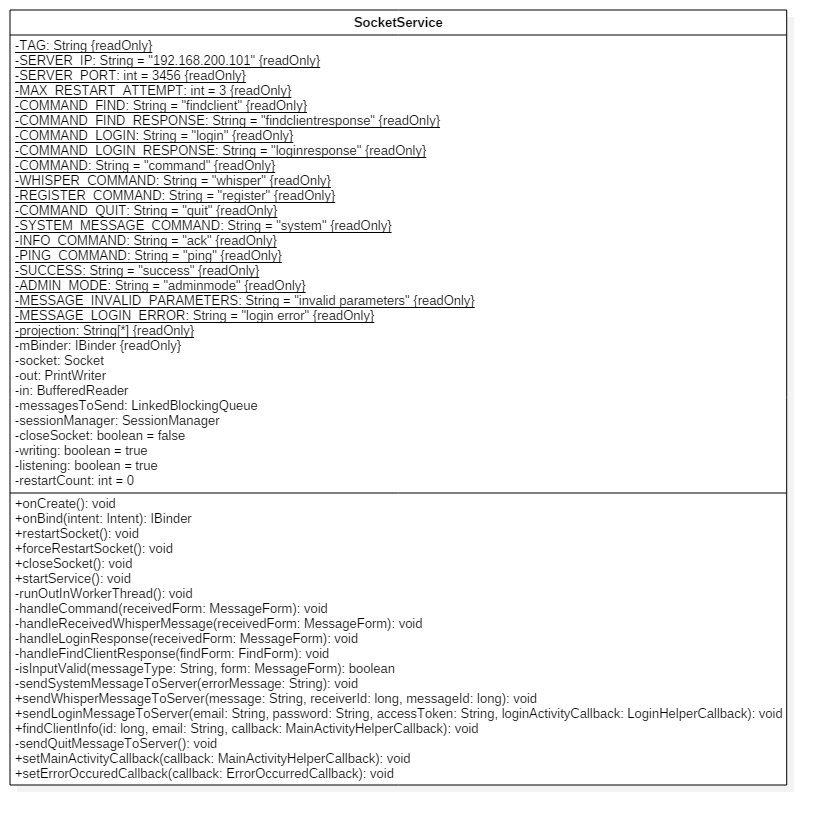 SocketService
-TAG: String {readOnly}
-SERVER_IP: String = "192.168.200.101" {readOnly}
-SERVER_PORT: int = 3456 {readOnly}
-MAX_RESTART_ATTEMPT: int = 3 {readOnly}
-COMMAND_FIND: String = "findclient" {readOnly}
-COMMAND_FIND_RESPONSE: String = "findclientresponse" {readOnly}
-COMMAND_LOGIN: String = "login" {readOnly}
-COMMAND_LOGIN_RESPONSE: String = "loginresponse" {readOnly}
-COMMAND: String = "command" {readOnly}
-WHISPER_COMMAND: String = "whisper" {readOnly}
-REGISTER_COMMAND: String = "register" {readOnly}
-COMMAND_QUIT: String = "quit" {readOnly}
-SYSTEM_MESSAGE_COMMAND: String = "system" {readOnly}
-INFO_COMMAND: String = "ack" {readOnly}
-PING_COMMAND: String = "ping" {readOnly}
-SUCCESS: String = "success" {readOnly}
-ADMIN_MODE: String = "adminmode" {readOnly}
-MESSAGE_INVALID_PARAMETERS: String = "invalid parameters" {readOnly}
-MESSAGE_LOGIN_ERROR: String = "login error" {readOnly}
-projection: String[*] {readOnly}
-mBinder: IBinder {readOnly}
-socket: Socket
-out: PrintWriter
-in: BufferedReader
-messagesToSend: LinkedBlockingQueue
-sessionManager: SessionManager
-closeSocket: boolean = false
-writing: boolean = true
-listening: boolean = true
-restartCount: int = 0
+onCreate(): void
+onBind(intent: Intent): IBinder
+restartSocket(): void
+forceRestartSocket(): void
+closeSocket(): void
+startService(): void
-runOutInWorkerThread(): void
-handleCommand(receivedForm: MessageForm): void
-handleReceivedWhisperMessage(receivedForm: MessageForm): void
-handleLoginResponse(receivedForm: MessageForm): void
-handleFindClientResponse(findForm: FindForm): void
-isInputValid(messageType: String, form: MessageForm): boolean
-sendSystemMessageToServer(errorMessage: String): void
+sendWhisperMessageToServer(message: String, receiverId: long, messageId: long): void
+sendLoginMessageToServer(email: String, password: String, accessToken: String, loginActivityCallback: LoginHelperCallback): void
+findClientInfo(id: long, email: String, callback: MainActivityHelperCallback): void
-sendQuitMessageToServer(): void
+setMainActivityCallback(callback: MainActivityHelperCallback): void
+setErrorOccuredCallback(callback: ErrorOccurredCallback): void